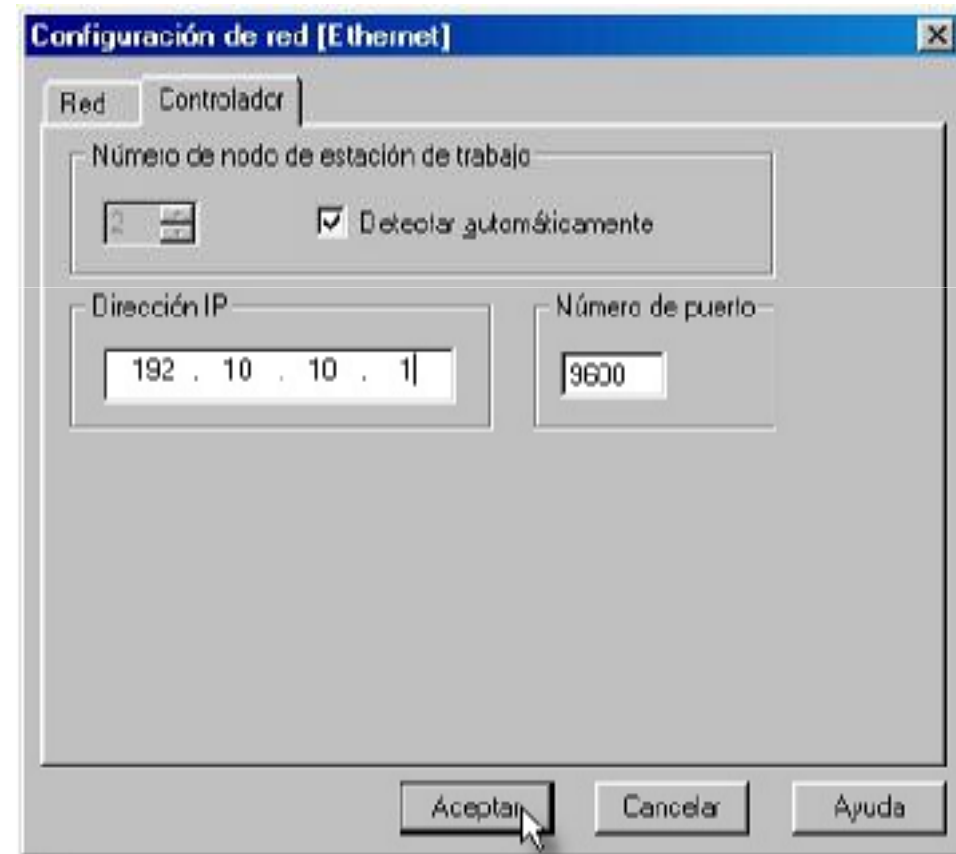 Configuración de red [Ethernet]
Red Controlador
Número de nodo de estación de trabajo
2 Detectar automáticamente
Dirección IP Número de puerto
192 . 10 . 10 . 1 9600
Aceptar Cancelar Ayuda